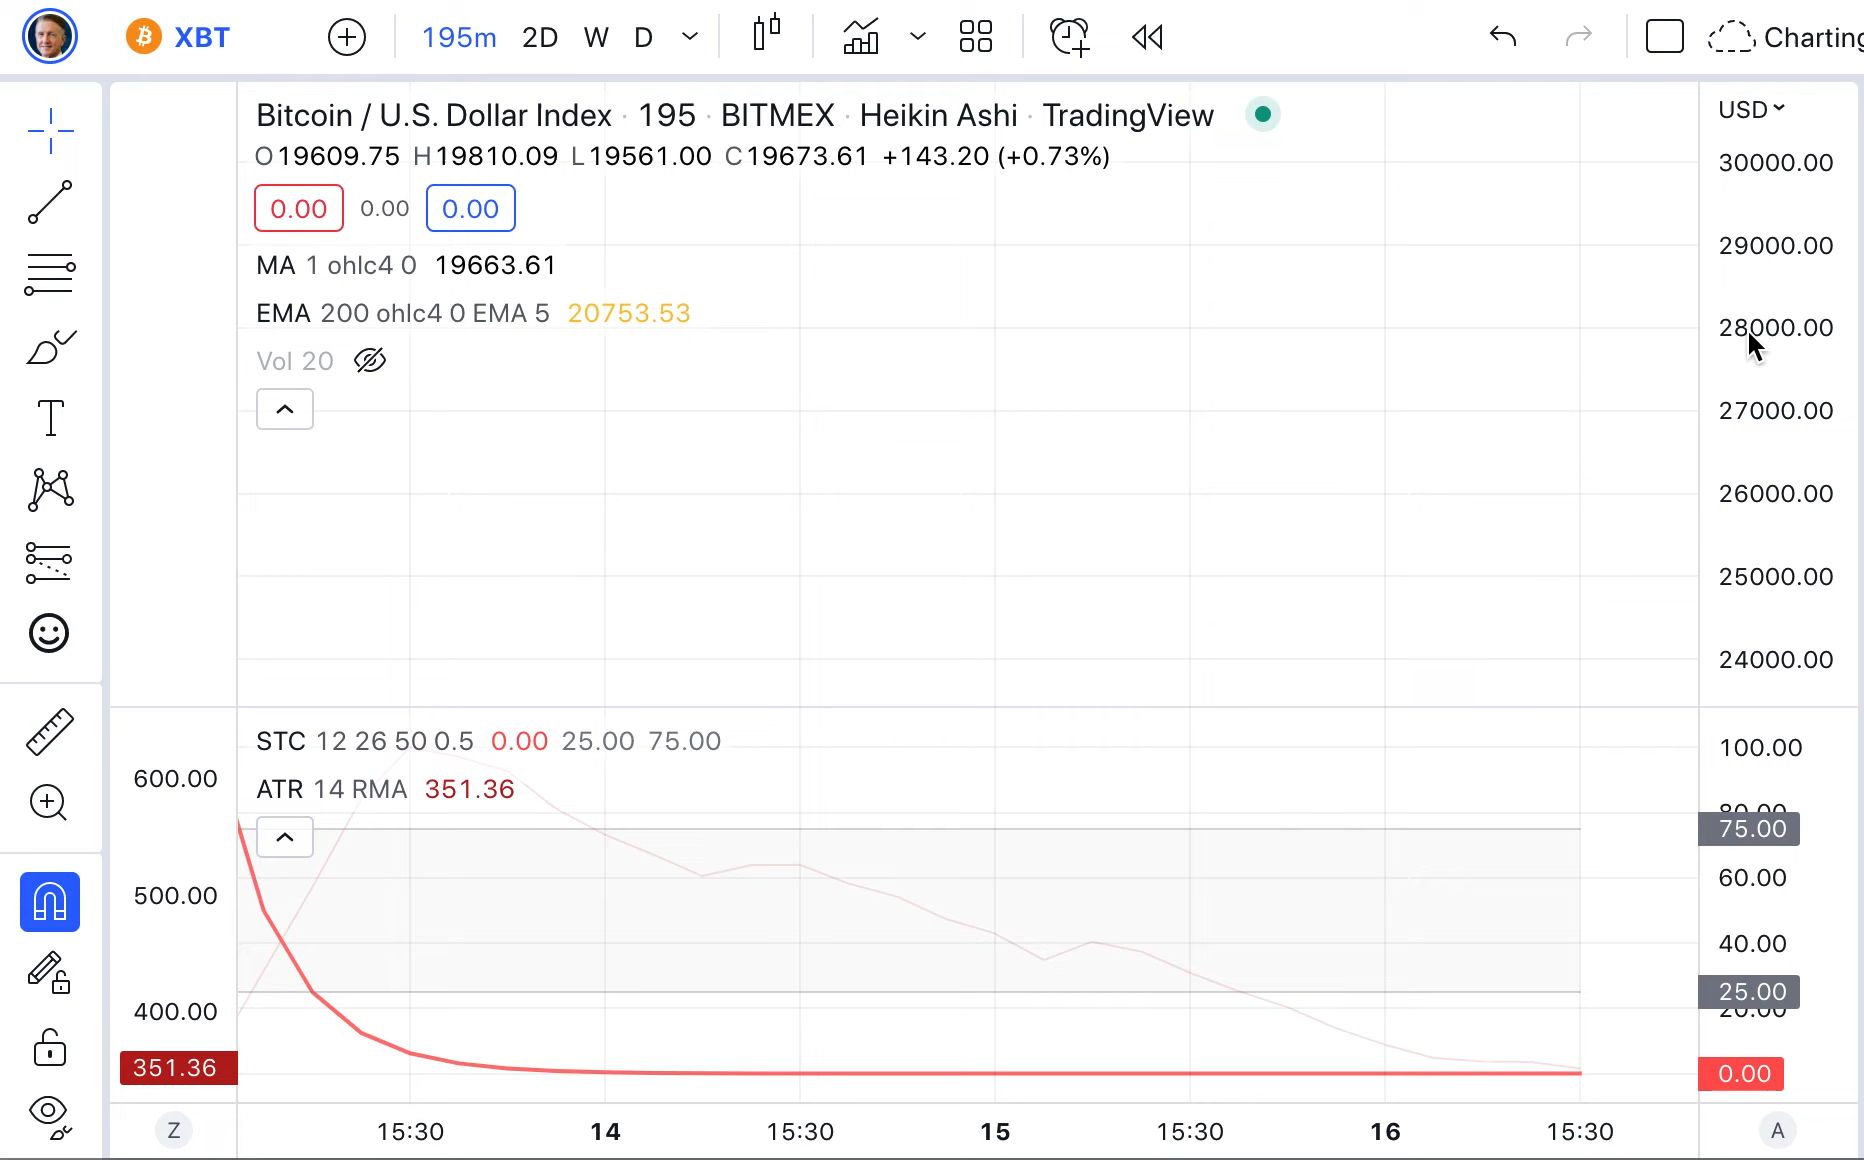 XBT 195m 2D W D Charting
Bitcoin / U.S. Dollar Index · 195 · BITMEX · Heikin Ashi · TradingView
O19609.75 H19810.09 L19561.00 C19673.61 +143.20 (+0.73%)
0.00 0.00 0.00
MA 1 ohlc4 0 19663.61
EMA 200 ohlc4 0 EMA 5 20753.53
Vol 20
USD
30000.00
29000.00
28000.00
27000.00
26000.00
25000.00
24000.00
STC 12 26 50 0.5 0.00 25.00 75.00
ATR 14 RMA 351.36
600.00
500.00
400.00
351.36
100.00
80.00
75.00
60.00
40.00
25.00
20.00
0.00
Z 15:30 14 15:30 15 15:30 16 15:30 A